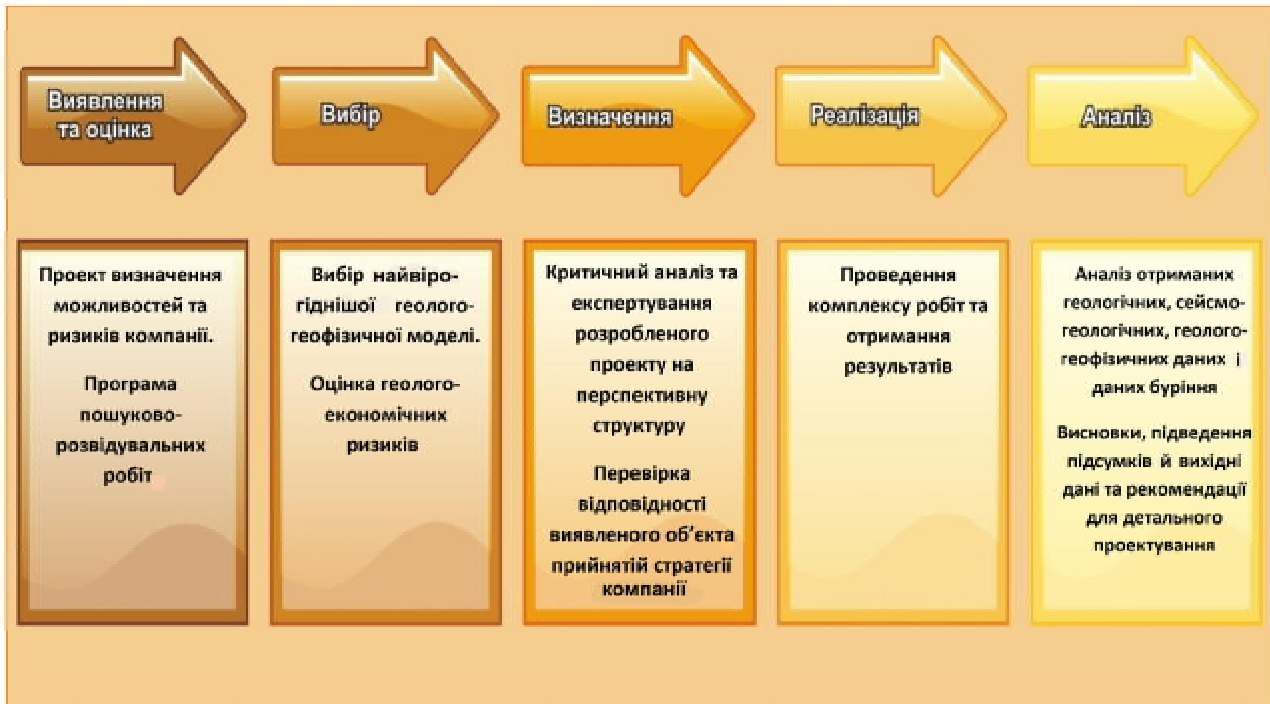 Виявлення
та оцінка
Вибір
Визначення
Реалізація
Аналіз
Проект визначення
можливостей та
ризиків компанії.
Програма
пошуково-
розвідувальних
робіт
Вибір найвіро-
гіднішої геолого-
геофізичної моделі.
Оцінка геолого-
економічних
ризиків
Критичний аналіз та
експертування
розробленого
проекту на
перспективну
структуру
Перевірка
відповідності
виявленого об'єкта
прийнятій стратегії
компанії
Проведення
комплексу робіт та
отримання
результатів
Аналіз отриманих
геологічних, сейсмо-
геологічних, геолого-
геофізичних даних і
даних буріння
Висновки, підведення
підсумків й вихідні
дані та рекомендації
для детального
проектування